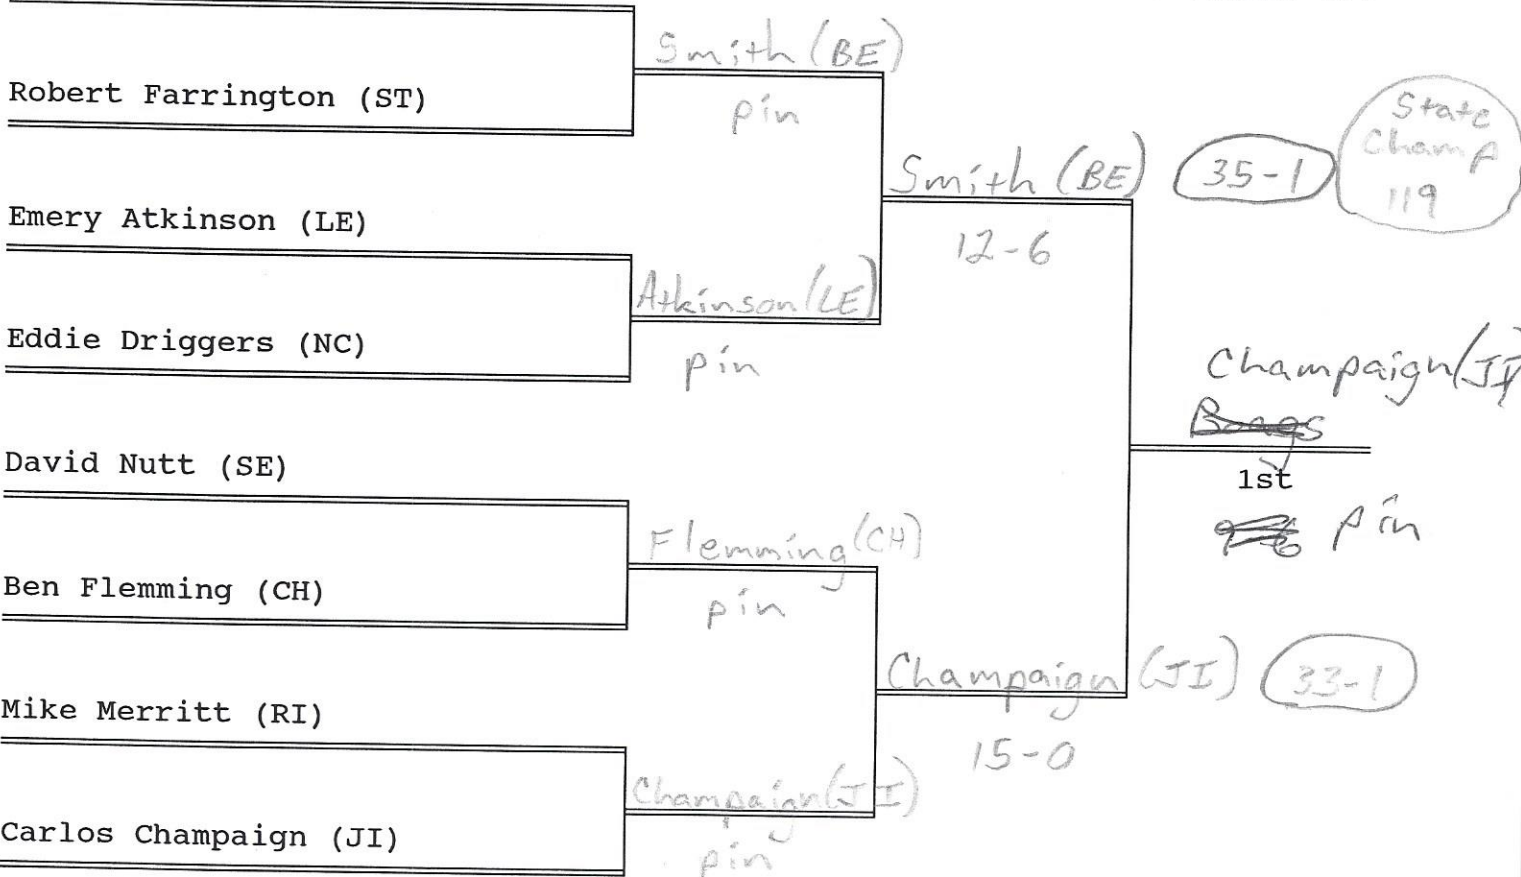 Smith (BE)
Robert Farrington (ST)
pin
State
Champ
119
Smith (BE)
35-1
Emery Atkinson (LE)
12-6
Atkinson (LE)
Eddie Driggers (NC)
pin
Champaign (JI)
David Nutt (SE)
1st
pin
Flemming (CH)
Ben Flemming (CH)
pin
Champaign (JI)
33-1
Mike Merritt (RI)
15-0
Champaign (JI)
Carlos Champaign (JI)
pin